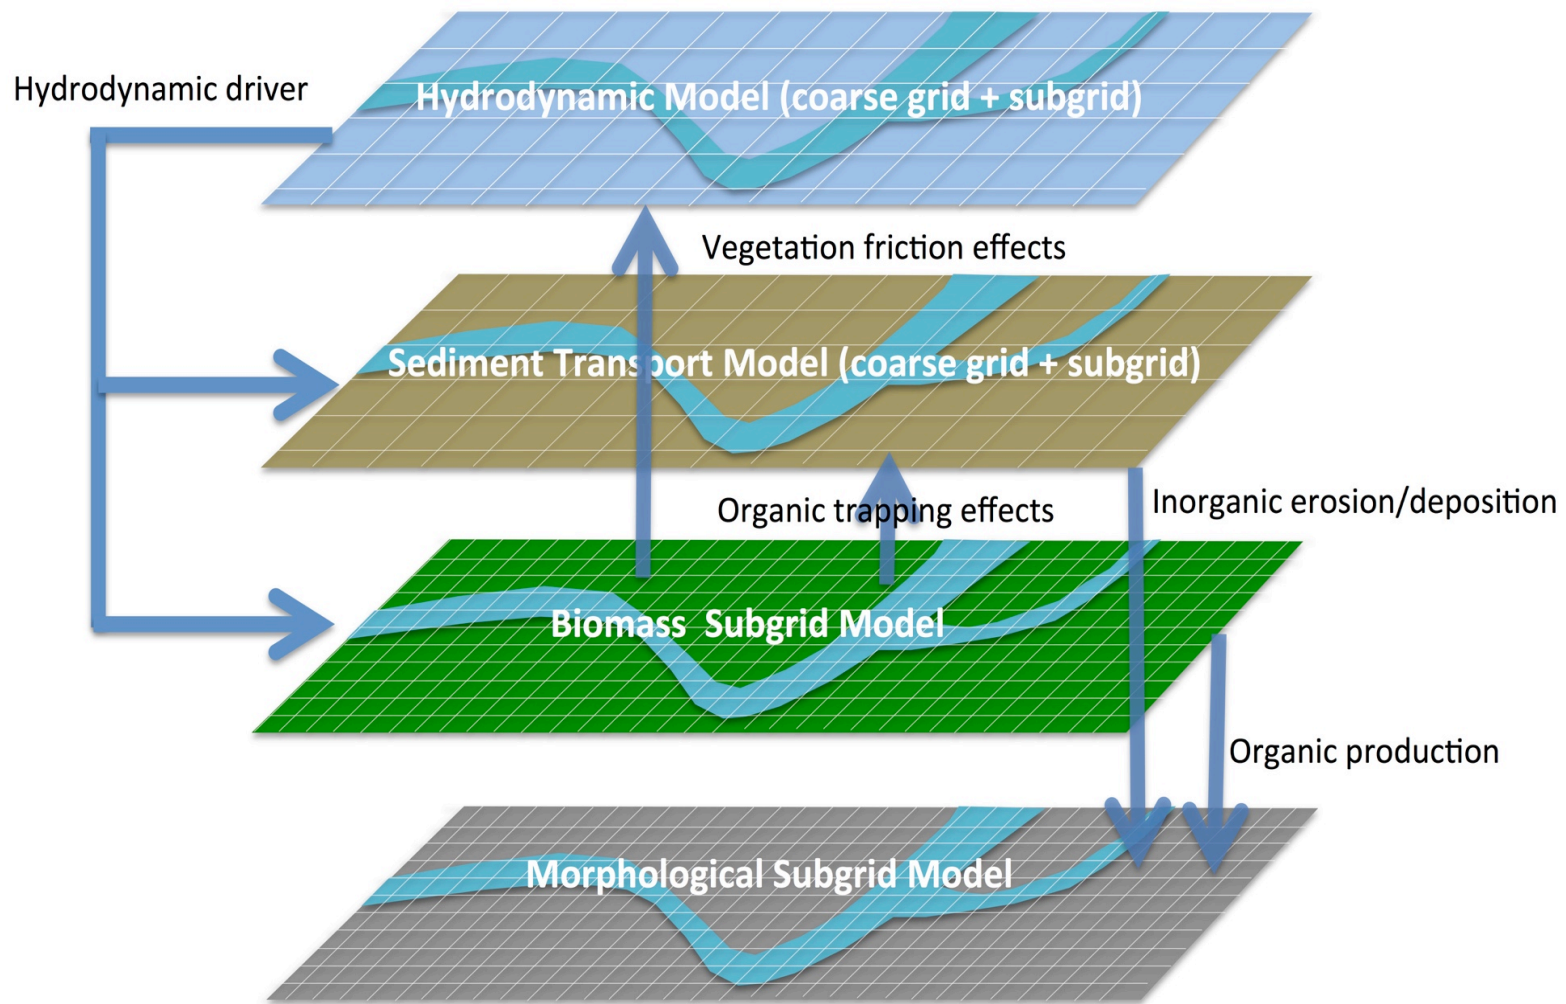 Hydrodynamic driver
Hydrodynamic Model (coarse grid + subgrid)
Vegetation friction effects
Sediment Transport Model (coarse grid + subgrid)
Organic trapping effects
Inorganic erosion/deposition
Biomass  Subgrid Model
Organic production
Morphological Subgrid Model